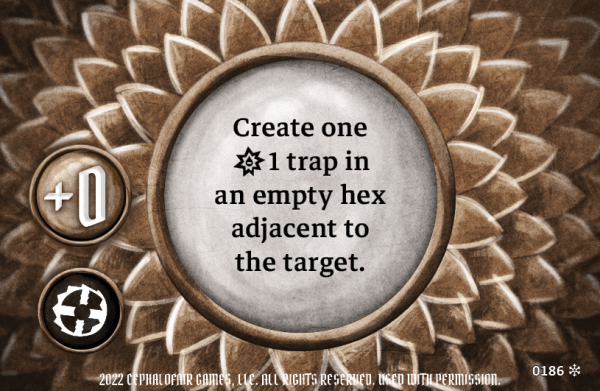 Create one
1 trap in
an empty hex
adjacent to
the target.
+0
2022 CEPHALOFAIR GAMES, LLC. ALL RIGHTS RESERVED. USED WITH PERMISSION.
0186